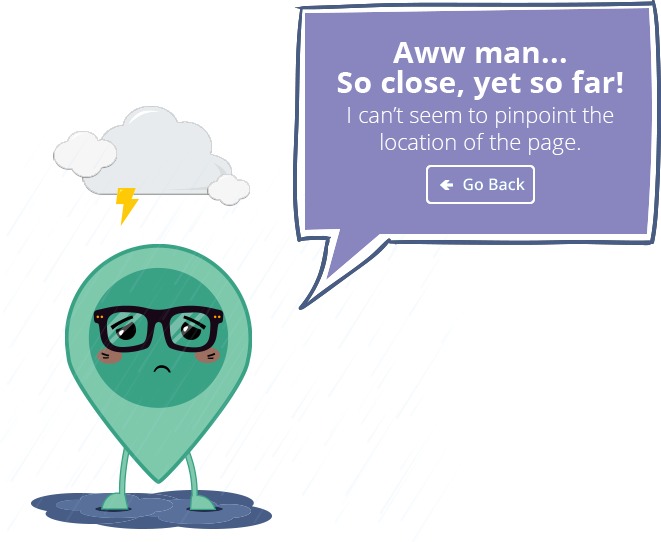 Aww man...
So close, yet so far!
I can’t seem to pinpoint the
location of the page.
Go Back